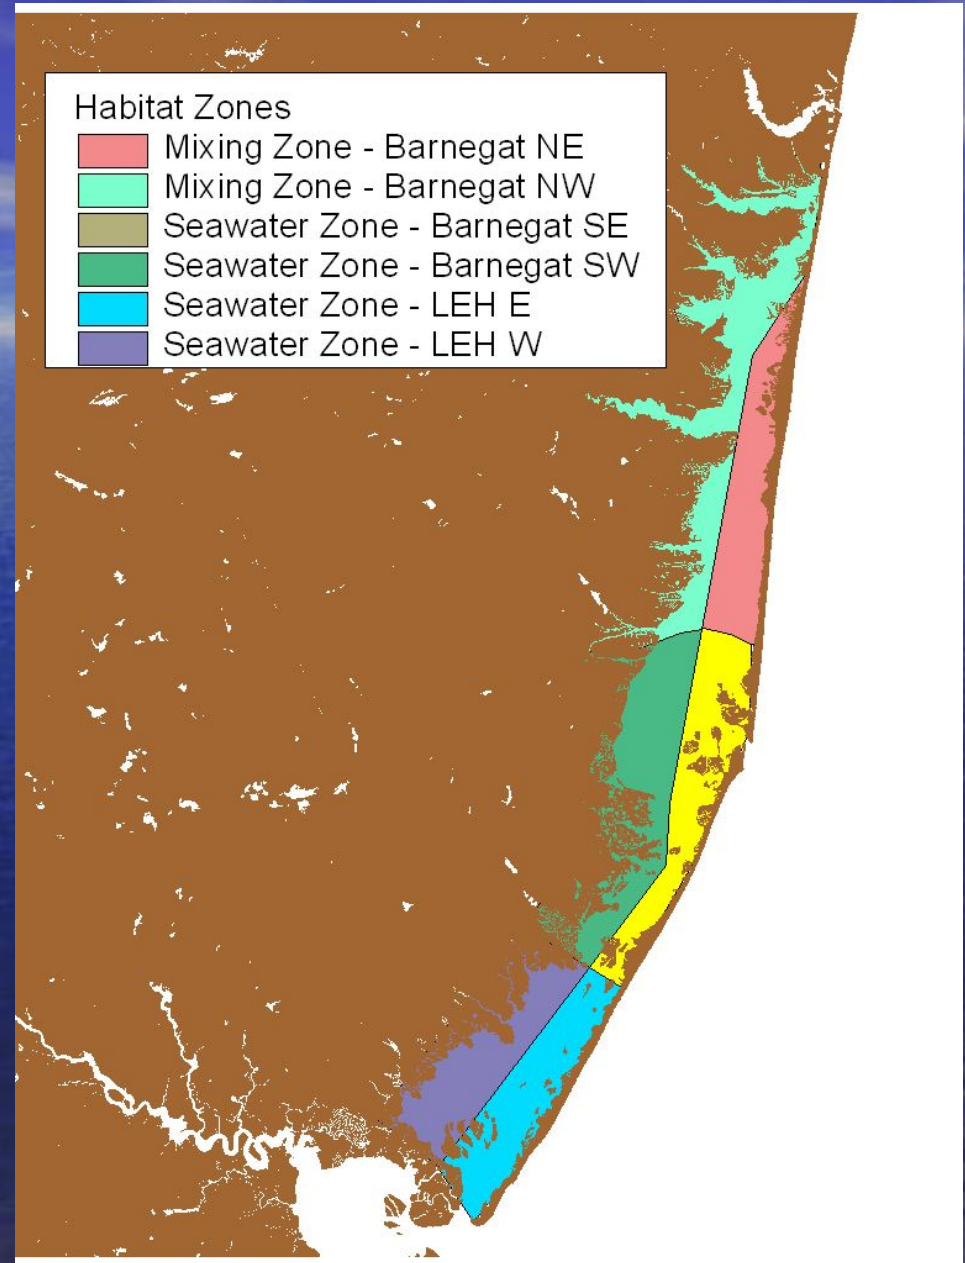 Habitat Zones
Mixing Zone - Barnegat NE
Mixing Zone - Barnegat NW
Seawater Zone - Barnegat SE
Seawater Zone - Barnegat SW
Seawater Zone - LEH E
Seawater Zone - LEH W